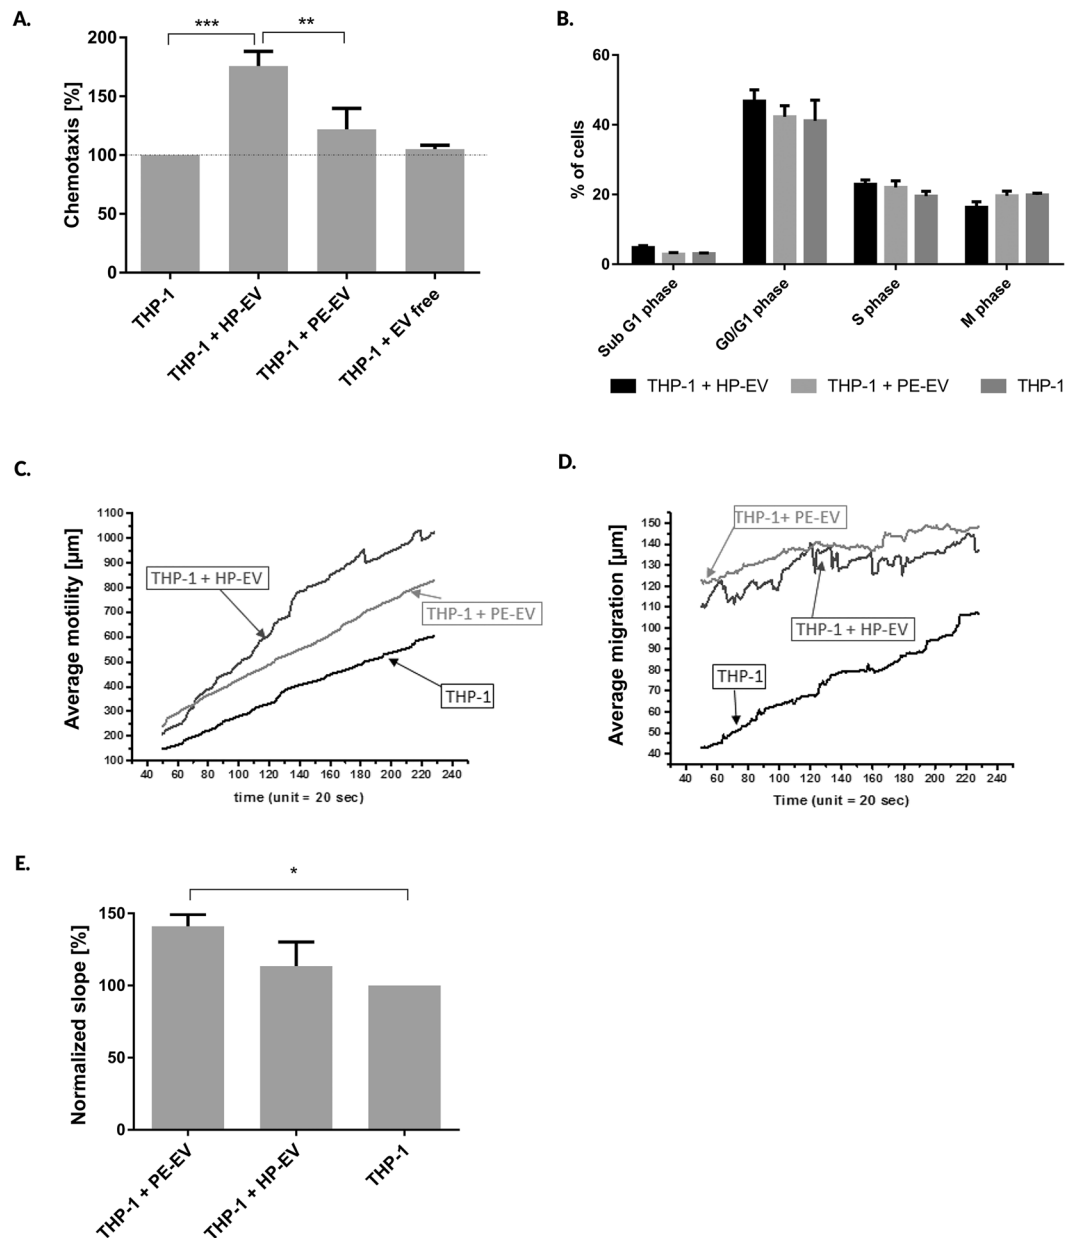 A.
***
**
Chemotaxis [%]
200
150
100
50
0
THP-1
THP-1 + HP-EV
THP-1 + PE-EV
THP-1 + EV free
B.
% of cells
60
40
20
0
Sub G1 phase
G0/G1 phase
S phase
M phase
THP-1 + HP-EV
THP-1 + PE-EV
THP-1
C.
Average motility [µm]
1100
1000
900
800
700
600
500
400
300
200
100
THP-1 + HP-EV
THP-1 + PE-EV
THP-1
40 60 80 100 120 140 160 180 200 220 240
time (unit = 20 sec)
D.
Average migration [µm]
150
140
130
120
110
100
90
80
70
60
50
40
THP-1+ PE-EV
THP-1 + HP-EV
THP-1
40 60 80 100 120 140 160 180 200 220 240
Time (unit = 20 sec)
E.
*
Normalized slope [%]
150
100
50
0
THP-1 + PE-EV
THP-1 + HP-EV
THP-1